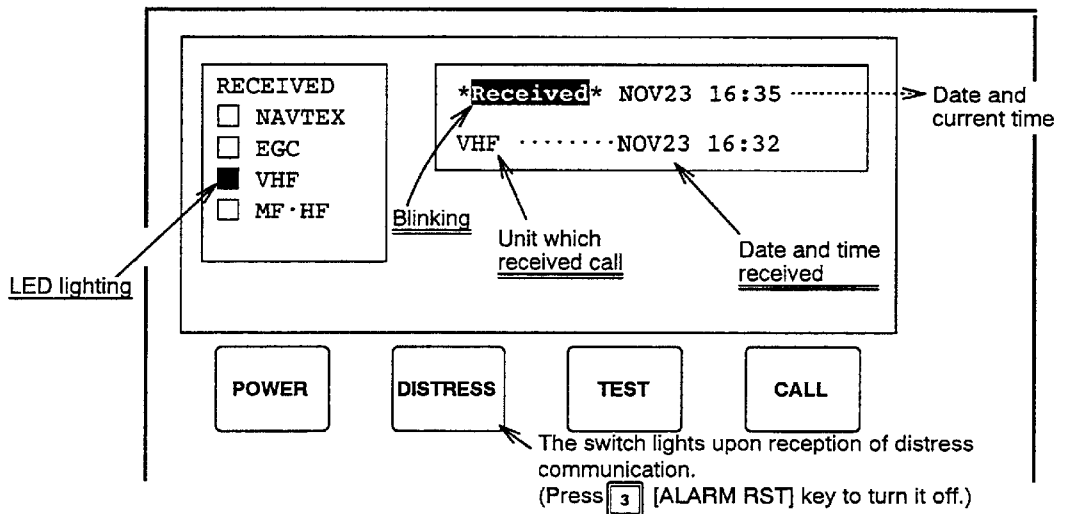 RECEIVED
NAVTEX
EGC
VHF
MF·HF
*Received* NOV23 16:35
VHF ········NOV23 16:32
Date and
current time
Blinking
Unit which
received call
Date and time
received
LED lighting
POWER
DISTRESS
TEST
CALL
The switch lights upon reception of distress
communication.
(Press 3 [ALARM RST] key to turn it off.)